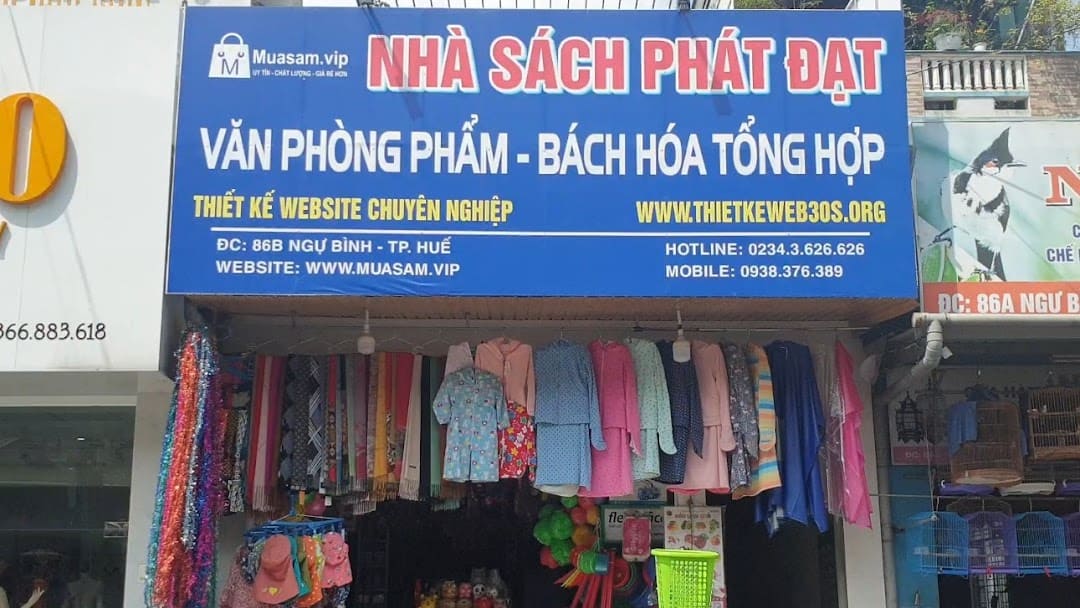 M
Muasam.vip
UY TÍN - CHẤT LƯỢNG - GIÁ RẺ HƠN
NHÀ SÁCH PHÁT ĐẠT
VĂN PHÒNG PHẨM - BÁCH HÓA TỔNG HỢP
THIẾT KẾ WEBSITE CHUYÊN NGHIỆP
WWW.THIETKEWEB30S.ORG
ĐC: 86B NGỰ BÌNH - TP. HUẾ
HOTLINE: 0234.3.626.626
WEBSITE: WWW.MUASAM.VIP
MOBILE: 0938.376.389
O
366.883.618
N
C
CHẾ
ĐC: 86A NGỰ B